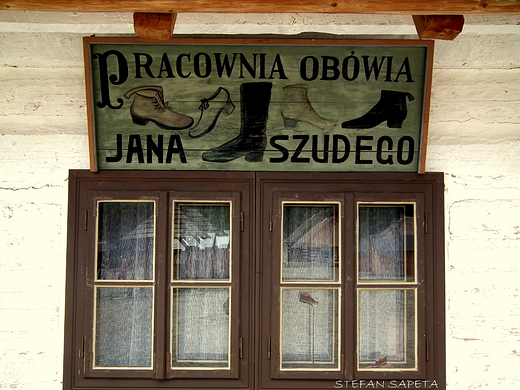 PRACOWNIA OBÓWIA
JANA SZUDEGO
STEFAN SAPETA